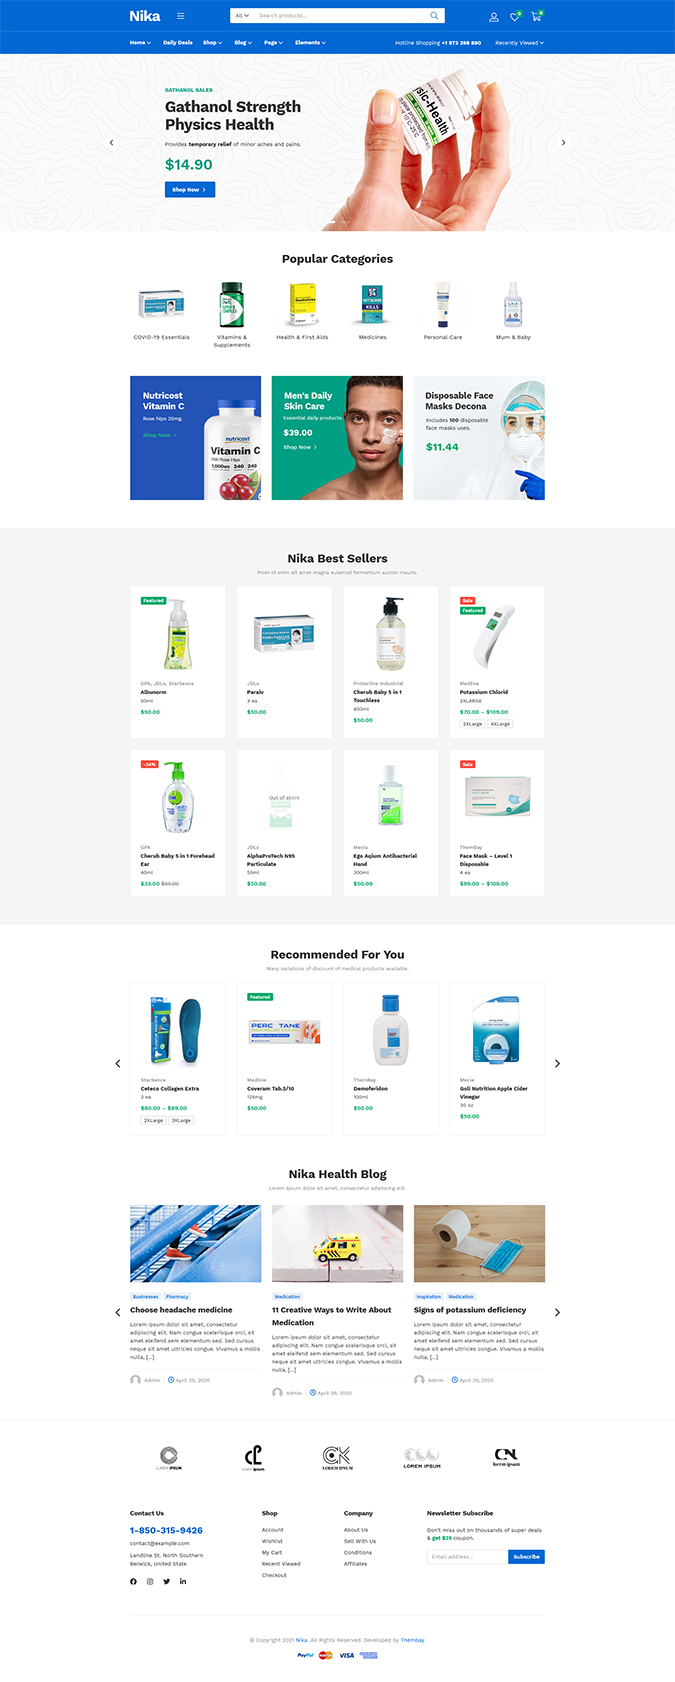 Nika
All
Search products...
0
0
Home
Daily Deals
Shop
Blog
Page
Elements
Hotline Shopping +1 973 398 890
Recently Viewed
GATHANOL SALES
Gathanol Strength
Physics Health
Provides temporary relief of minor aches and pains.
$14.90
Shop Now
Popular Categories
COVID-19 Essentials
Vitamins &
Supplements
Health & First Aids
Medicines
Personal Care
Mum & Baby
Nutricost
Vitamin C
Rose hips 25mg.
Shop Now
nutricost
Vitamin C
With Rose Hips
1,000MG 240 240
Men's Daily
Skin Care
Essential daily products.
$39.00
Shop Now
Disposable Face
Masks Decona
Includes 100 disposable
face masks uses.
$11.44
Nika Best Sellers
Proin id enim sit amet magna euismod fermentum auctor mauris.
Featured
GPA, JDLs, StarSence
Albunorm
50ml
$50.00
JDLs
Paraiv
3 ea
$50.00
Protective Industrial
Cherub Baby 5 in 1
Touchless
400ml
$50.00
Sale
Featured
Medline
Potassium Chlorid
2XLARGE
$70.00 – $109.00
2XLarge
4XLarge
-34%
GPA
Cherub Baby 5 in 1 Forehead
Ear
40ml
$33.00 $50.00
Out of stock
JDLs
AlphaProTech N95
Particulate
50ml
$50.00
Mecia
Ego Aqium Antibacterial
Hand
300ml
$50.00
Sale
ThemBay
Face Mask – Level 1
Disposable
4 ea
$99.00 – $100.00
Recommended For You
Many variations of discount of medical products available.
StarSence
Ceteco Collagen Extra
2 ea
$80.00 – $89.00
2XLarge
3XLarge
Featured
Medline
Coveram Tab.5/10
125mg
$50.00
ThemBay
Demoferidon
100ml
$50.00
Mecia
Goli Nutrition Apple Cider
Vinegar
30 oz
$50.00
Nika Health Blog
Lorem ipsum dolor sit amet, consectetur adipiscing elit.
Businesses
Pharmacy
Choose headache medicine
Lorem ipsum dolor sit amet, consectetur
adipiscing elit. Nam congue scelerisque orci, sit
amet eleifend sem elementum sed. Sed cursus
neque sit amet ultricies congue. Vivamus a mollis
nulla, [...]
Admin
April 29, 2020
Medication
11 Creative Ways to Write About
Medication
Lorem ipsum dolor sit amet, consectetur
adipiscing elit. Nam congue scelerisque orci, sit
amet eleifend sem elementum sed. Sed cursus
neque sit amet ultricies congue. Vivamus a mollis
nulla, [...]
Admin
April 29, 2020
Inspiration
Medication
Signs of potassium deficiency
Lorem ipsum dolor sit amet, consectetur
adipiscing elit. Nam congue scelerisque orci, sit
amet eleifend sem elementum sed. Sed cursus
neque sit amet ultricies congue. Vivamus a mollis
nulla, [...]
Admin
April 29, 2020
LOREM IPSUM
lorem ipsum
LOREM IPSUM
LOREM IPSUM
lorem ipsum
Contact Us
1-850-315-9426
contact@example.com
Landline St. North Southern
Berwick, United State
Shop
Account
Wishlist
My Cart
Recent Viewed
Checkout
Company
About Us
Sell With Us
Conditions
Affiliates
Newsletter Subscribe
Don't miss out on thousands of super deals
& get $25 coupon.
Email address...
Subscribe
© Copyright 2021 Nika. All Rights Reserved. Developed by Thembay
PayPal
VISA